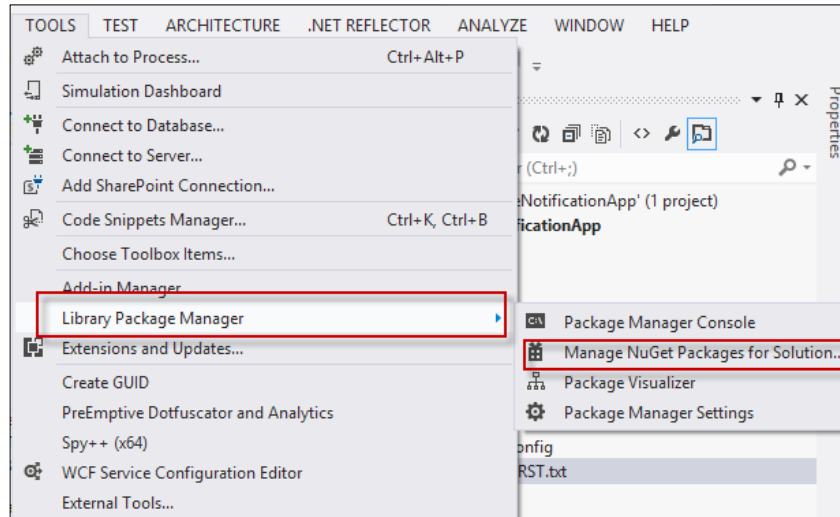 TOOLS TEST ARCHITECTURE .NET REFLECTOR ANALYZE WINDOW HELP
Attach to Process... Ctrl+Alt+P
Simulation Dashboard
Connect to Database...
Connect to Server...
Add SharePoint Connection...
Code Snippets Manager... Ctrl+K, Ctrl+B
Choose Toolbox Items...
Add-in Manager
Library Package Manager
Extensions and Updates...
Create GUID
PreEmptive Dotfuscator and Analytics
Spy++ (x64)
WCF Service Configuration Editor
External Tools...
Package Manager Console
Manage NuGet Packages for Solution...
Package Visualizer
Package Manager Settings
Properties
r (Ctrl+;)
eNotificationApp' (1 project)
ificationApp
onfig
RST.txt